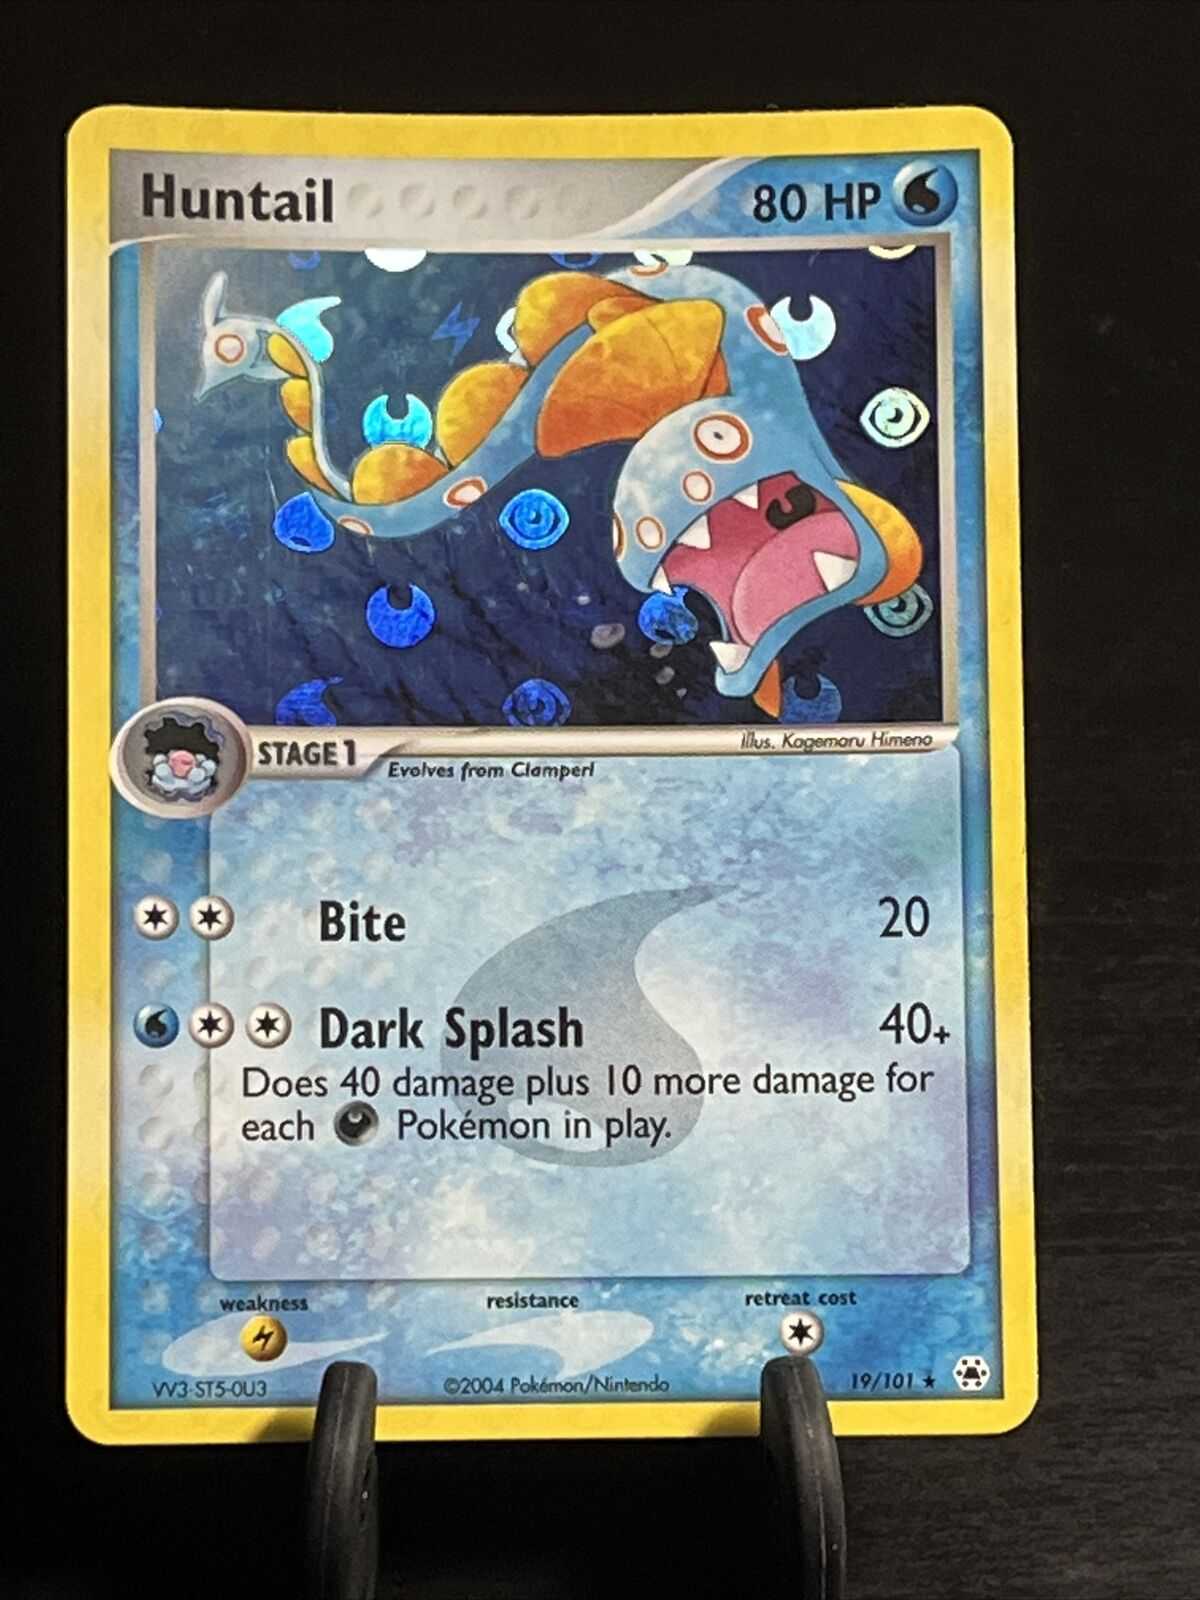 Huntail
80 HP
Illus. Kagemaru Himeno
STAGE 1
Evolves from Clamperl
Bite 20
Dark Splash 40+
Does 40 damage plus 10 more damage for
each Pokémon in play.
weakness resistance retreat cost
VV3-ST5-0U3 ©2004 Pokémon/Nintendo 19/101 ★